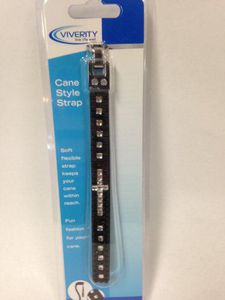 VIVERITY
live life well
Cane
Style
Strap
Soft
flexible
strap
keeps
your
cane
within
reach.
Fun
fashion
for your
cane.